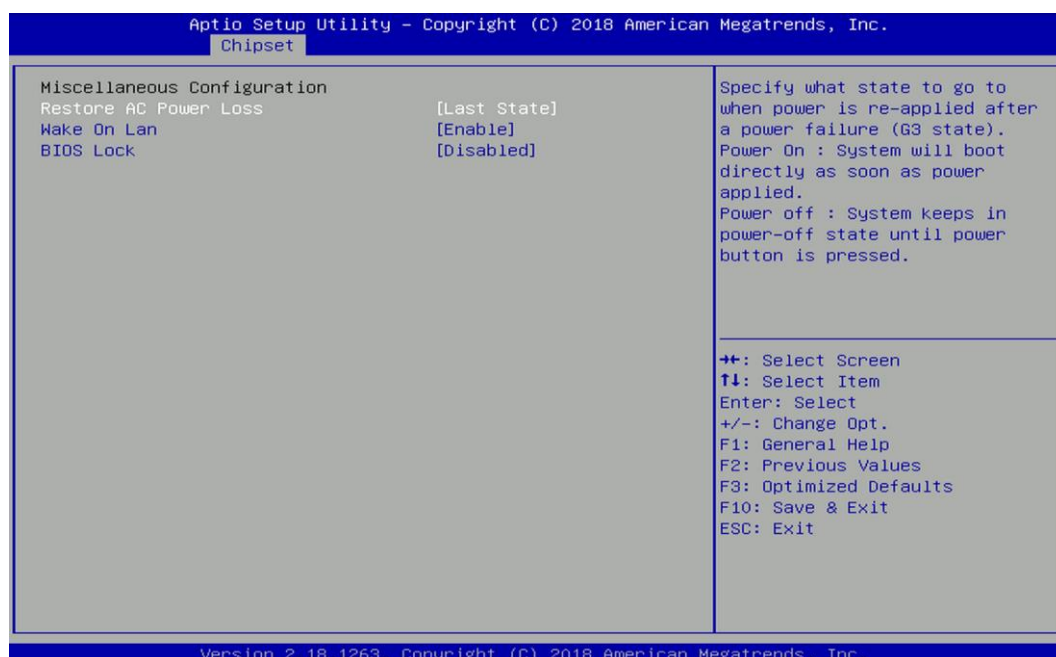 Aptio Setup Utility – Copyright (C) 2018 American Megatrends, Inc.
Chipset
Miscellaneous Configuration
Restore AC Power Loss [Last State]
Wake On Lan [Enable]
BIOS Lock [Disabled]
Specify what state to go to
when power is re-applied after
a power failure (G3 state).
Power On : System will boot
directly as soon as power
applied.
Power off : System keeps in
power-off state until power
button is pressed.
→←: Select Screen
↑↓: Select Item
Enter: Select
+/-: Change Opt.
F1: General Help
F2: Previous Values
F3: Optimized Defaults
F10: Save & Exit
ESC: Exit
Version 2.18.1263. Copyright (C) 2018 American Megatrends, Inc.